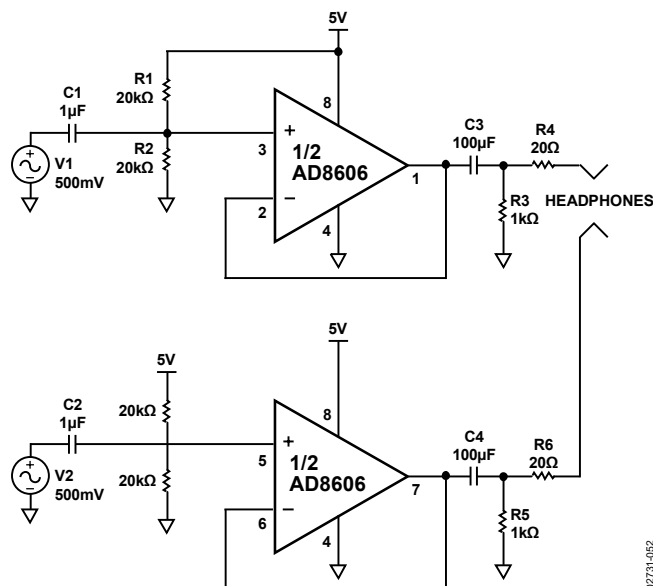 5V
R1
20kΩ
C1
1µF
8
R2
20kΩ
3
+
V1
500mV
1/2
AD8606
2
−
4
1
C3
100µF
R4
20Ω
R3
1kΩ
HEADPHONES
5V
5V
20kΩ
C2
1µF
8
20kΩ
5
+
V2
500mV
1/2
AD8606
6
−
4
7
C4
100µF
R6
20Ω
R5
1kΩ